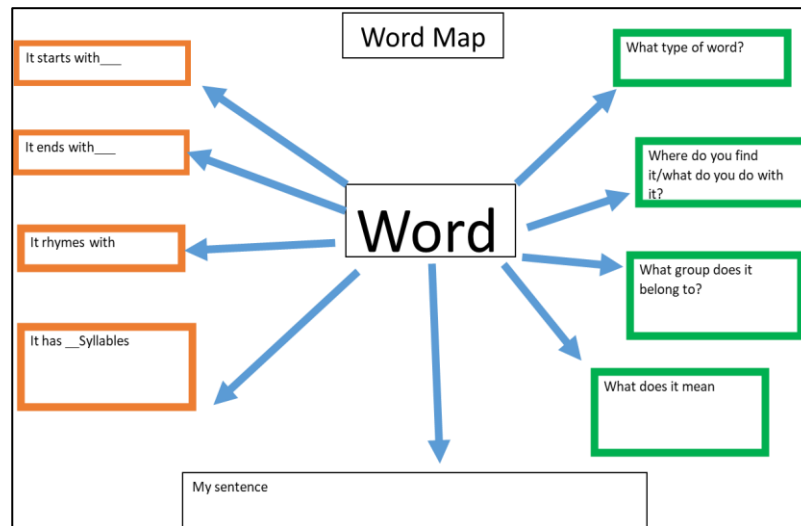 Word Map
It starts with___
It ends with___
It rhymes with
It has __Syllables
Word
What type of word?
Where do you find
it/what do you do with
it?
What group does it
belong to?
What does it mean
My sentence